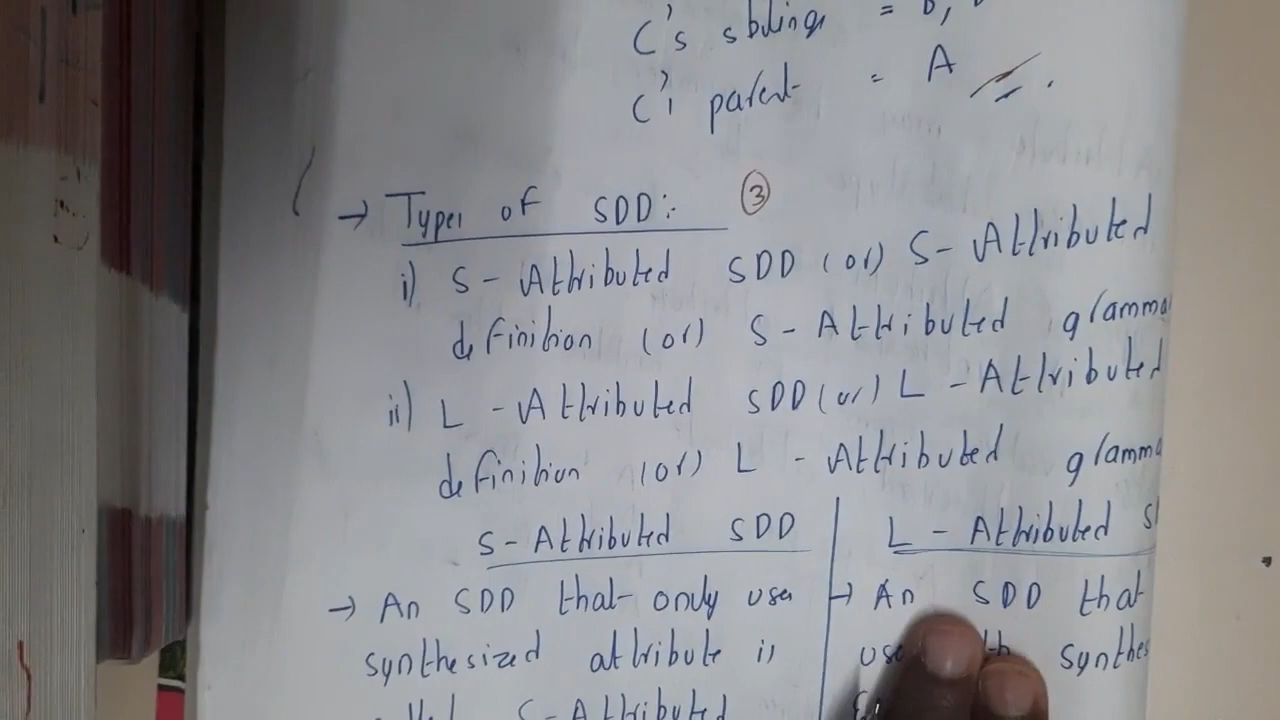 C's sblings =
C's parent = A
→ Types of SDD:- ③
i) S - Attributed SDD (or) S - Attributed
definition (or) S - Attributed gramma
ii) L - Attributed SDD (or) L - Attributed
definition (or) L - Attributed gramma
S - Attributed SDD
L - Attributed S
→ An SDD that only uses
synthesized attribute is
S - Attributed
→ An SDD that
synthes